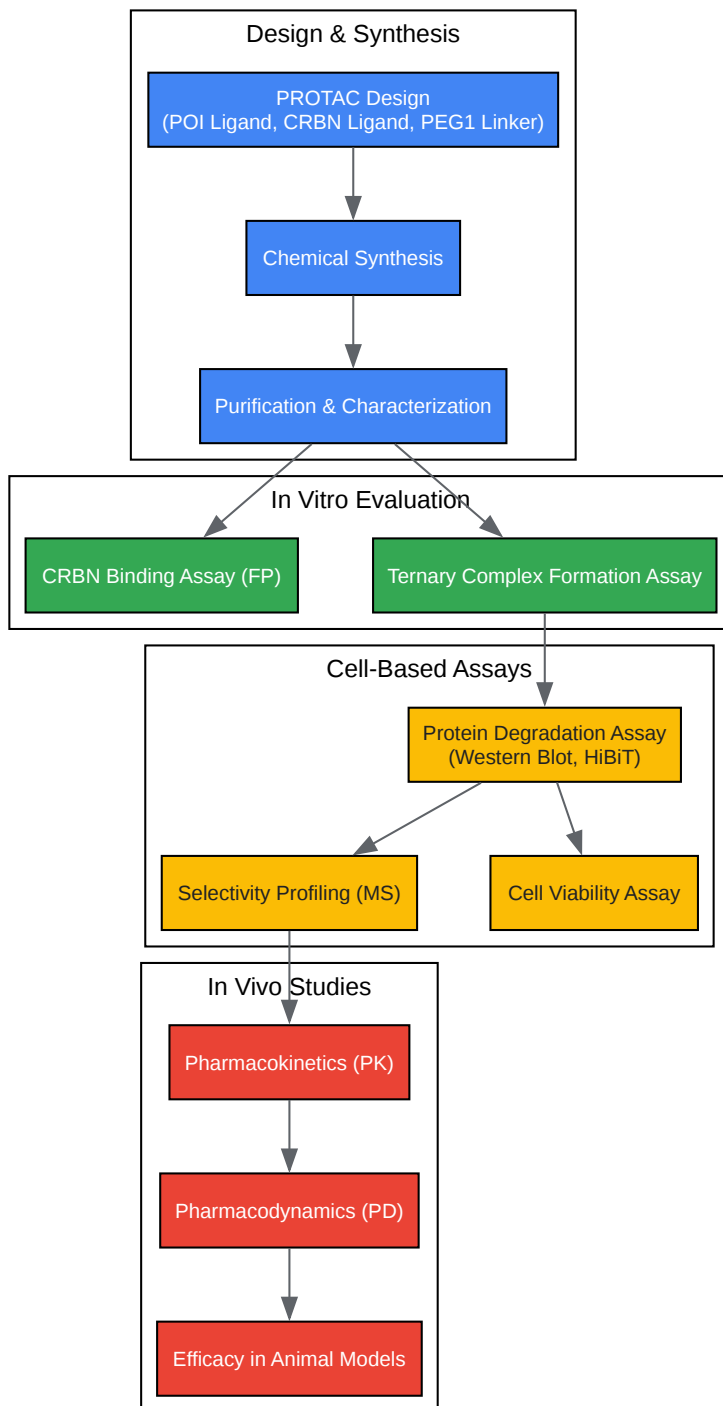 Design & Synthesis
PROTAC Design
(POI Ligand, CRBN Ligand, PEG1 Linker)
Chemical Synthesis
Purification & Characterization
In Vitro Evaluation
CRBN Binding Assay (FP)
Ternary Complex Formation Assay
Cell-Based Assays
Protein Degradation Assay
(Western Blot, HiBiT)
Selectivity Profiling (MS)
Cell Viability Assay
In Vivo Studies
Pharmacokinetics (PK)
Pharmacodynamics (PD)
Efficacy in Animal Models